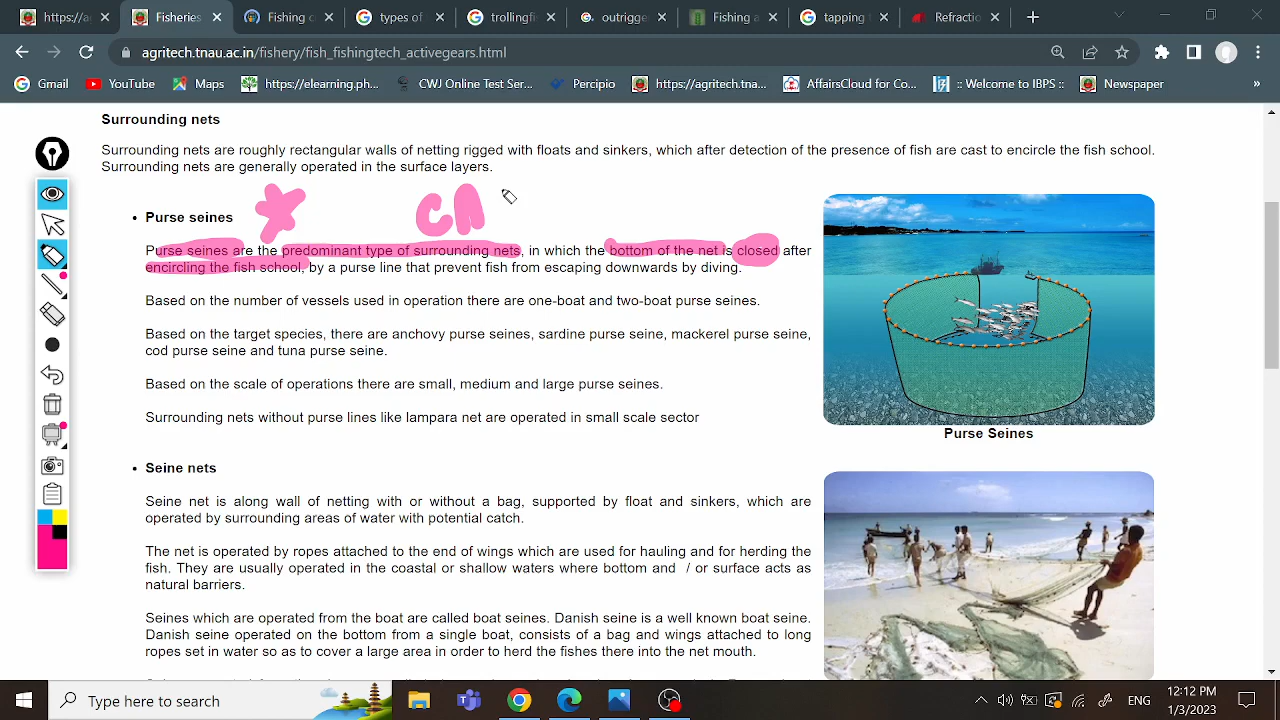 https://a
Fisheries
Fishing c
types of
trollingfi
outrigge
Fishing a
tapping t
Refractio
agritech.tnau.ac.in/fishery/fish_fishingtech_activegears.html
Gmail
YouTube
Maps
https://elearning.ph...
CWJ Online Test Ser...
Percipio
https://agritech.tna...
AffairsCloud for Co...
:: Welcome to IBPS ::
Newspaper
Surrounding nets
Surrounding nets are roughly rectangular walls of netting rigged with floats and sinkers, which after detection of the presence of fish are cast to encircle the fish school.
Surrounding nets are generally operated in the surface layers.
• Purse seines
Purse seines are the predominant type of surrounding nets, in which the bottom of the net is closed after
encircling the fish school, by a purse line that prevent fish from escaping downwards by diving.
Based on the number of vessels used in operation there are one-boat and two-boat purse seines.
Based on the target species, there are anchovy purse seines, sardine purse seine, mackerel purse seine,
cod purse seine and tuna purse seine.
Based on the scale of operations there are small, medium and large purse seines.
Surrounding nets without purse lines like lampara net are operated in small scale sector
Purse Seines
• Seine nets
Seine net is along wall of netting with or without a bag, supported by float and sinkers, which are
operated by surrounding areas of water with potential catch.
The net is operated by ropes attached to the end of wings which are used for hauling and for herding the
fish. They are usually operated in the coastal or shallow waters where bottom and / or surface acts as
natural barriers.
Seines which are operated from the boat are called boat seines. Danish seine is a well known boat seine.
Danish seine operated on the bottom from a single boat, consists of a bag and wings attached to long
ropes set in water so as to cover a large area in order to herd the fishes there into the net mouth.
Type here to search
ENG
12:12 PM
1/3/2023